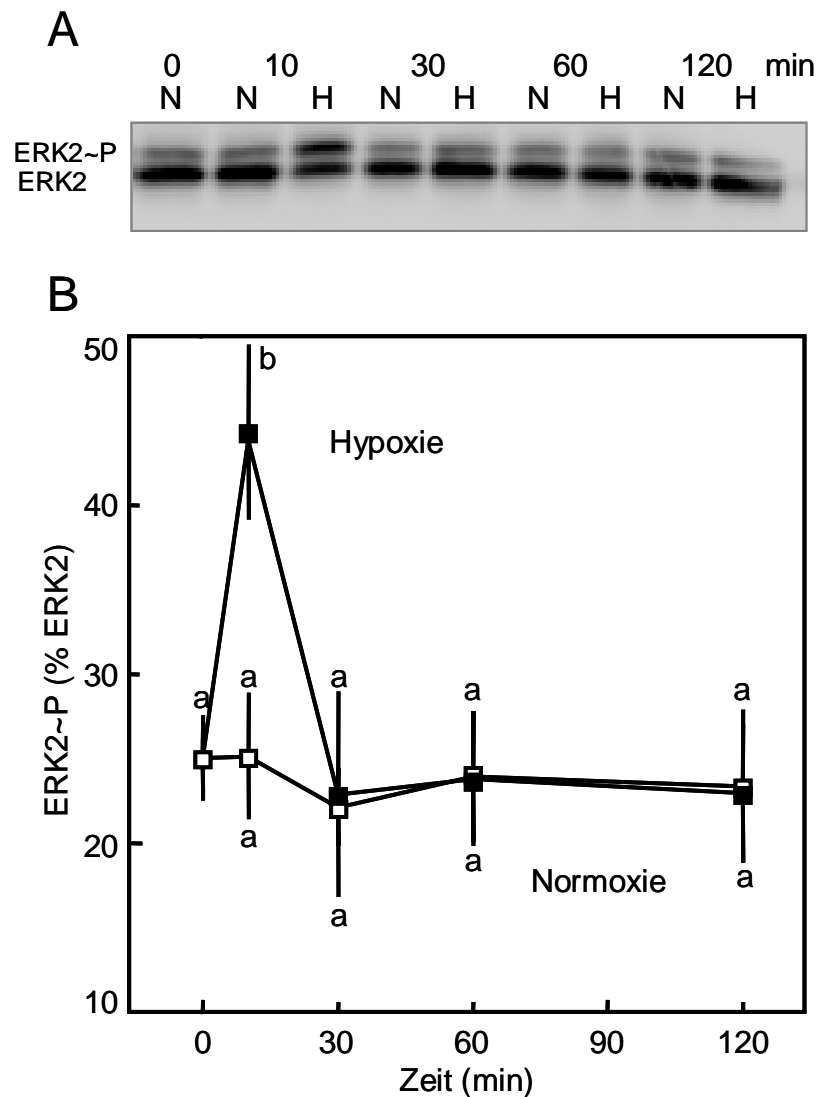 A
0 10 30 60 120 min
N N H N H N H N H
ERK2~P
ERK2
B
50
40
30
20
10
ERK2~P (% ERK2)
b
Hypoxie
a
a
a
a
a
a
a
a
a
Normoxie
0 30 60 90 120
Zeit (min)